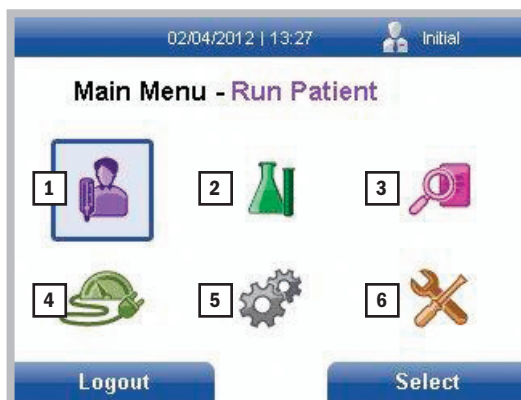 02/04/2012 | 13:27 Initial
Main Menu - Run Patient
1 2 3
4 5 6
Logout Select